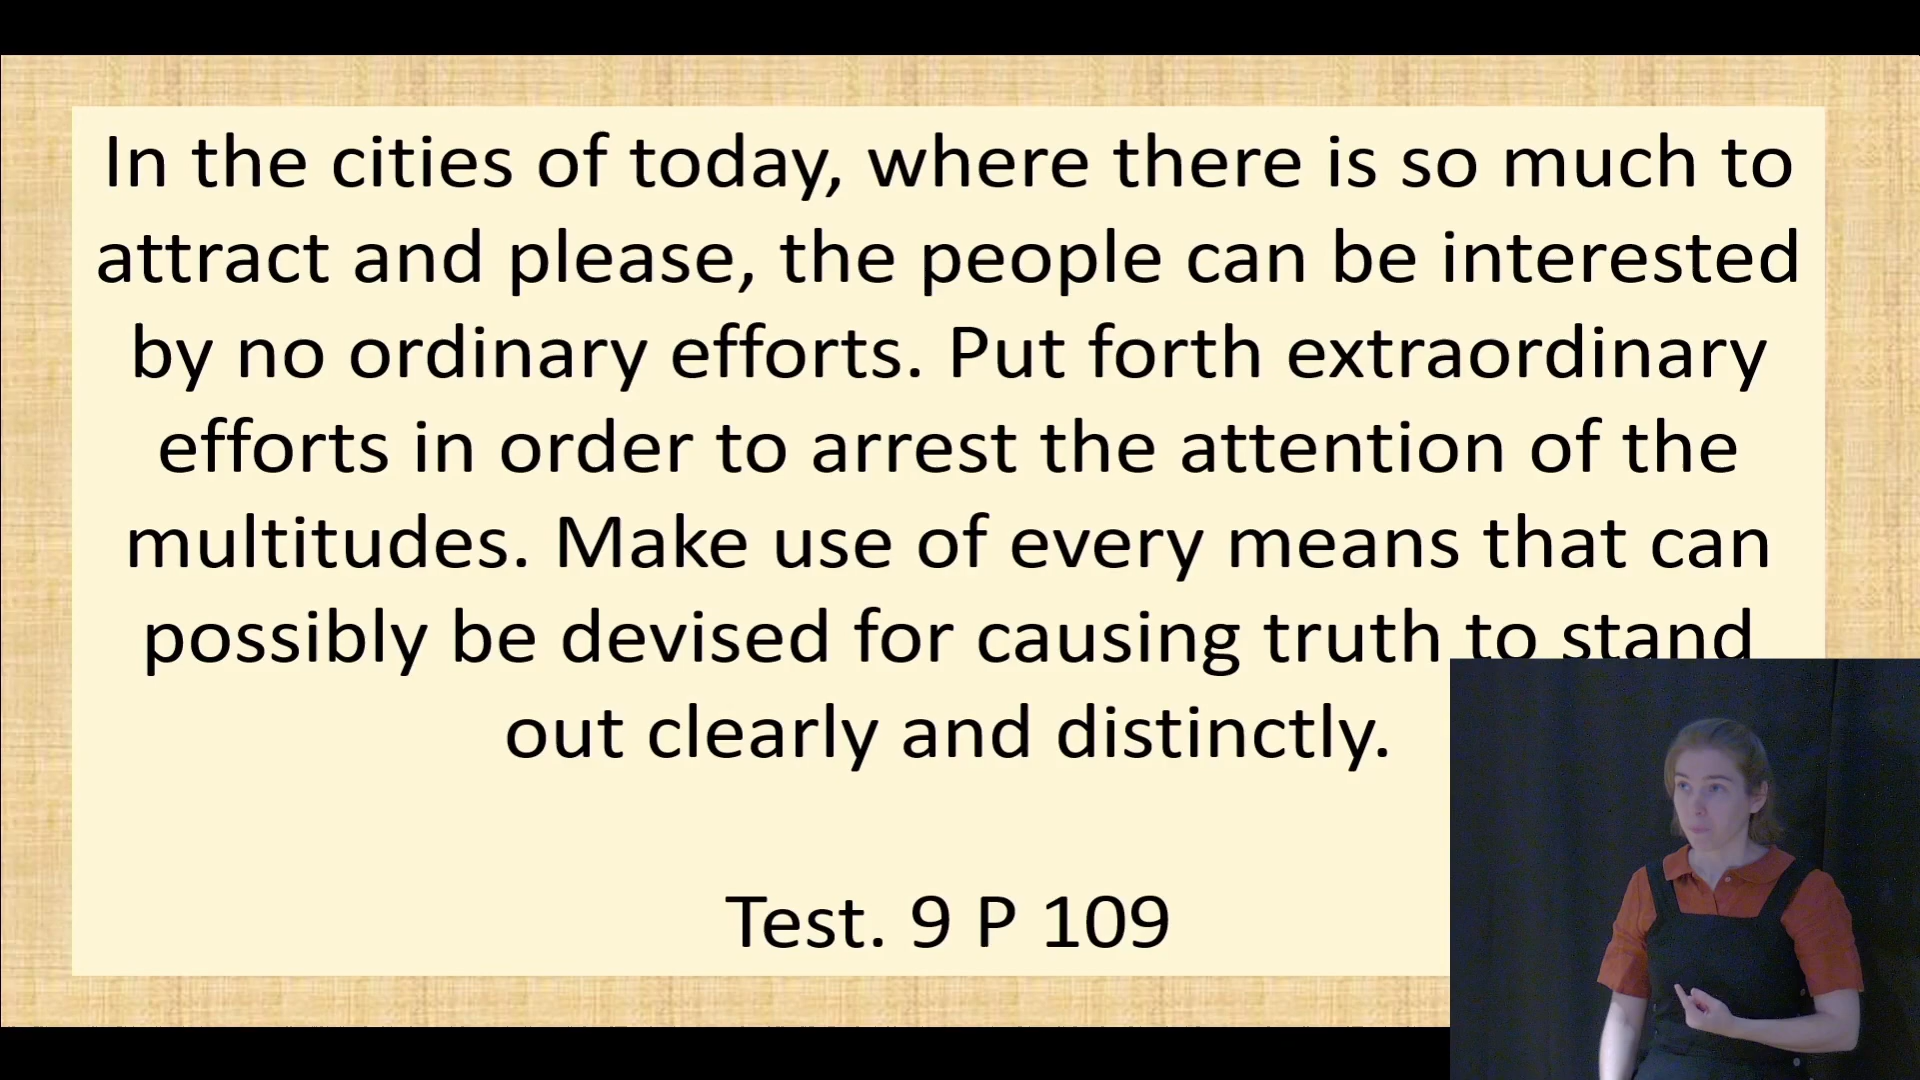 In the cities of today, where there is so much to
attract and please, the people can be interested
by no ordinary efforts. Put forth extraordinary
efforts in order to arrest the attention of the
multitudes. Make use of every means that can
possibly be devised for causing truth to stand
out clearly and distinctly.
Test. 9 P 109